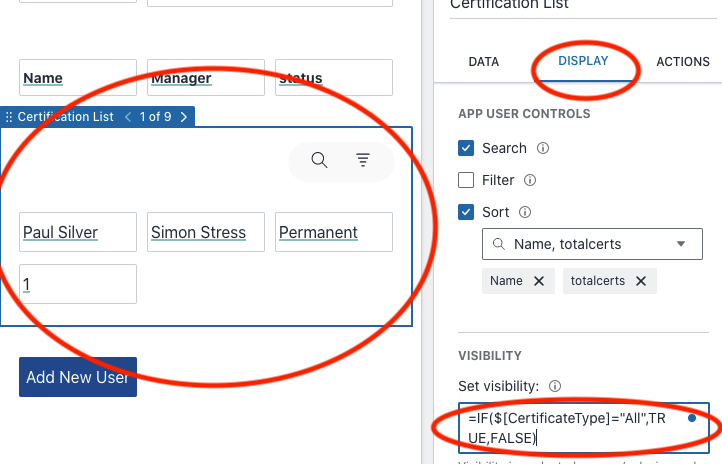 Certification List
Name
Manager
status
Certification List
1 of 9
Paul Silver
Simon Stress
Permanent
1
Add New User
DATA
DISPLAY
ACTIONS
APP USER CONTROLS
Search
Filter
Sort
Name, totalcerts
Name
totalcerts
VISIBILITY
Set visibility:
=IF($[CertificateType]="All",TR
UE,FALSE)